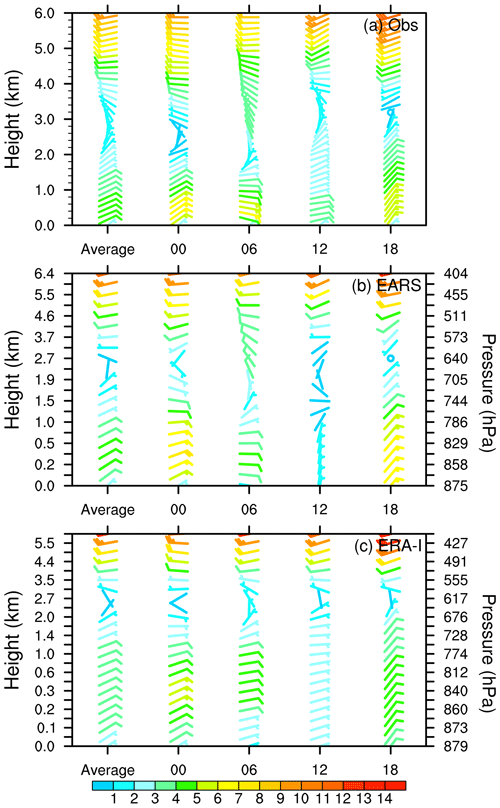 (a) Obs
Height (km)
6.0
5.0
4.0
3.0
2.0
1.0
0.0
Average 00 06 12 18
(b) EARS
Height (km)
6.4 404
5.5 455
4.6 511
3.7 573
2.7 640
1.9 705
1.5 744
1.0 786
0.5 829
0.2 858
0.0 875
Pressure (hPa)
Average 00 06 12 18
(c) ERA-I
Height (km)
5.5 427
4.4 491
3.5 555
2.7 617
2.0 676
1.4 728
1.0 774
0.6 812
0.3 840
0.2 860
0.1 873
0.0 879
Pressure (hPa)
Average 00 06 12 18
1 2 3 4 5 6 7 8 9 10 11 12 13 14